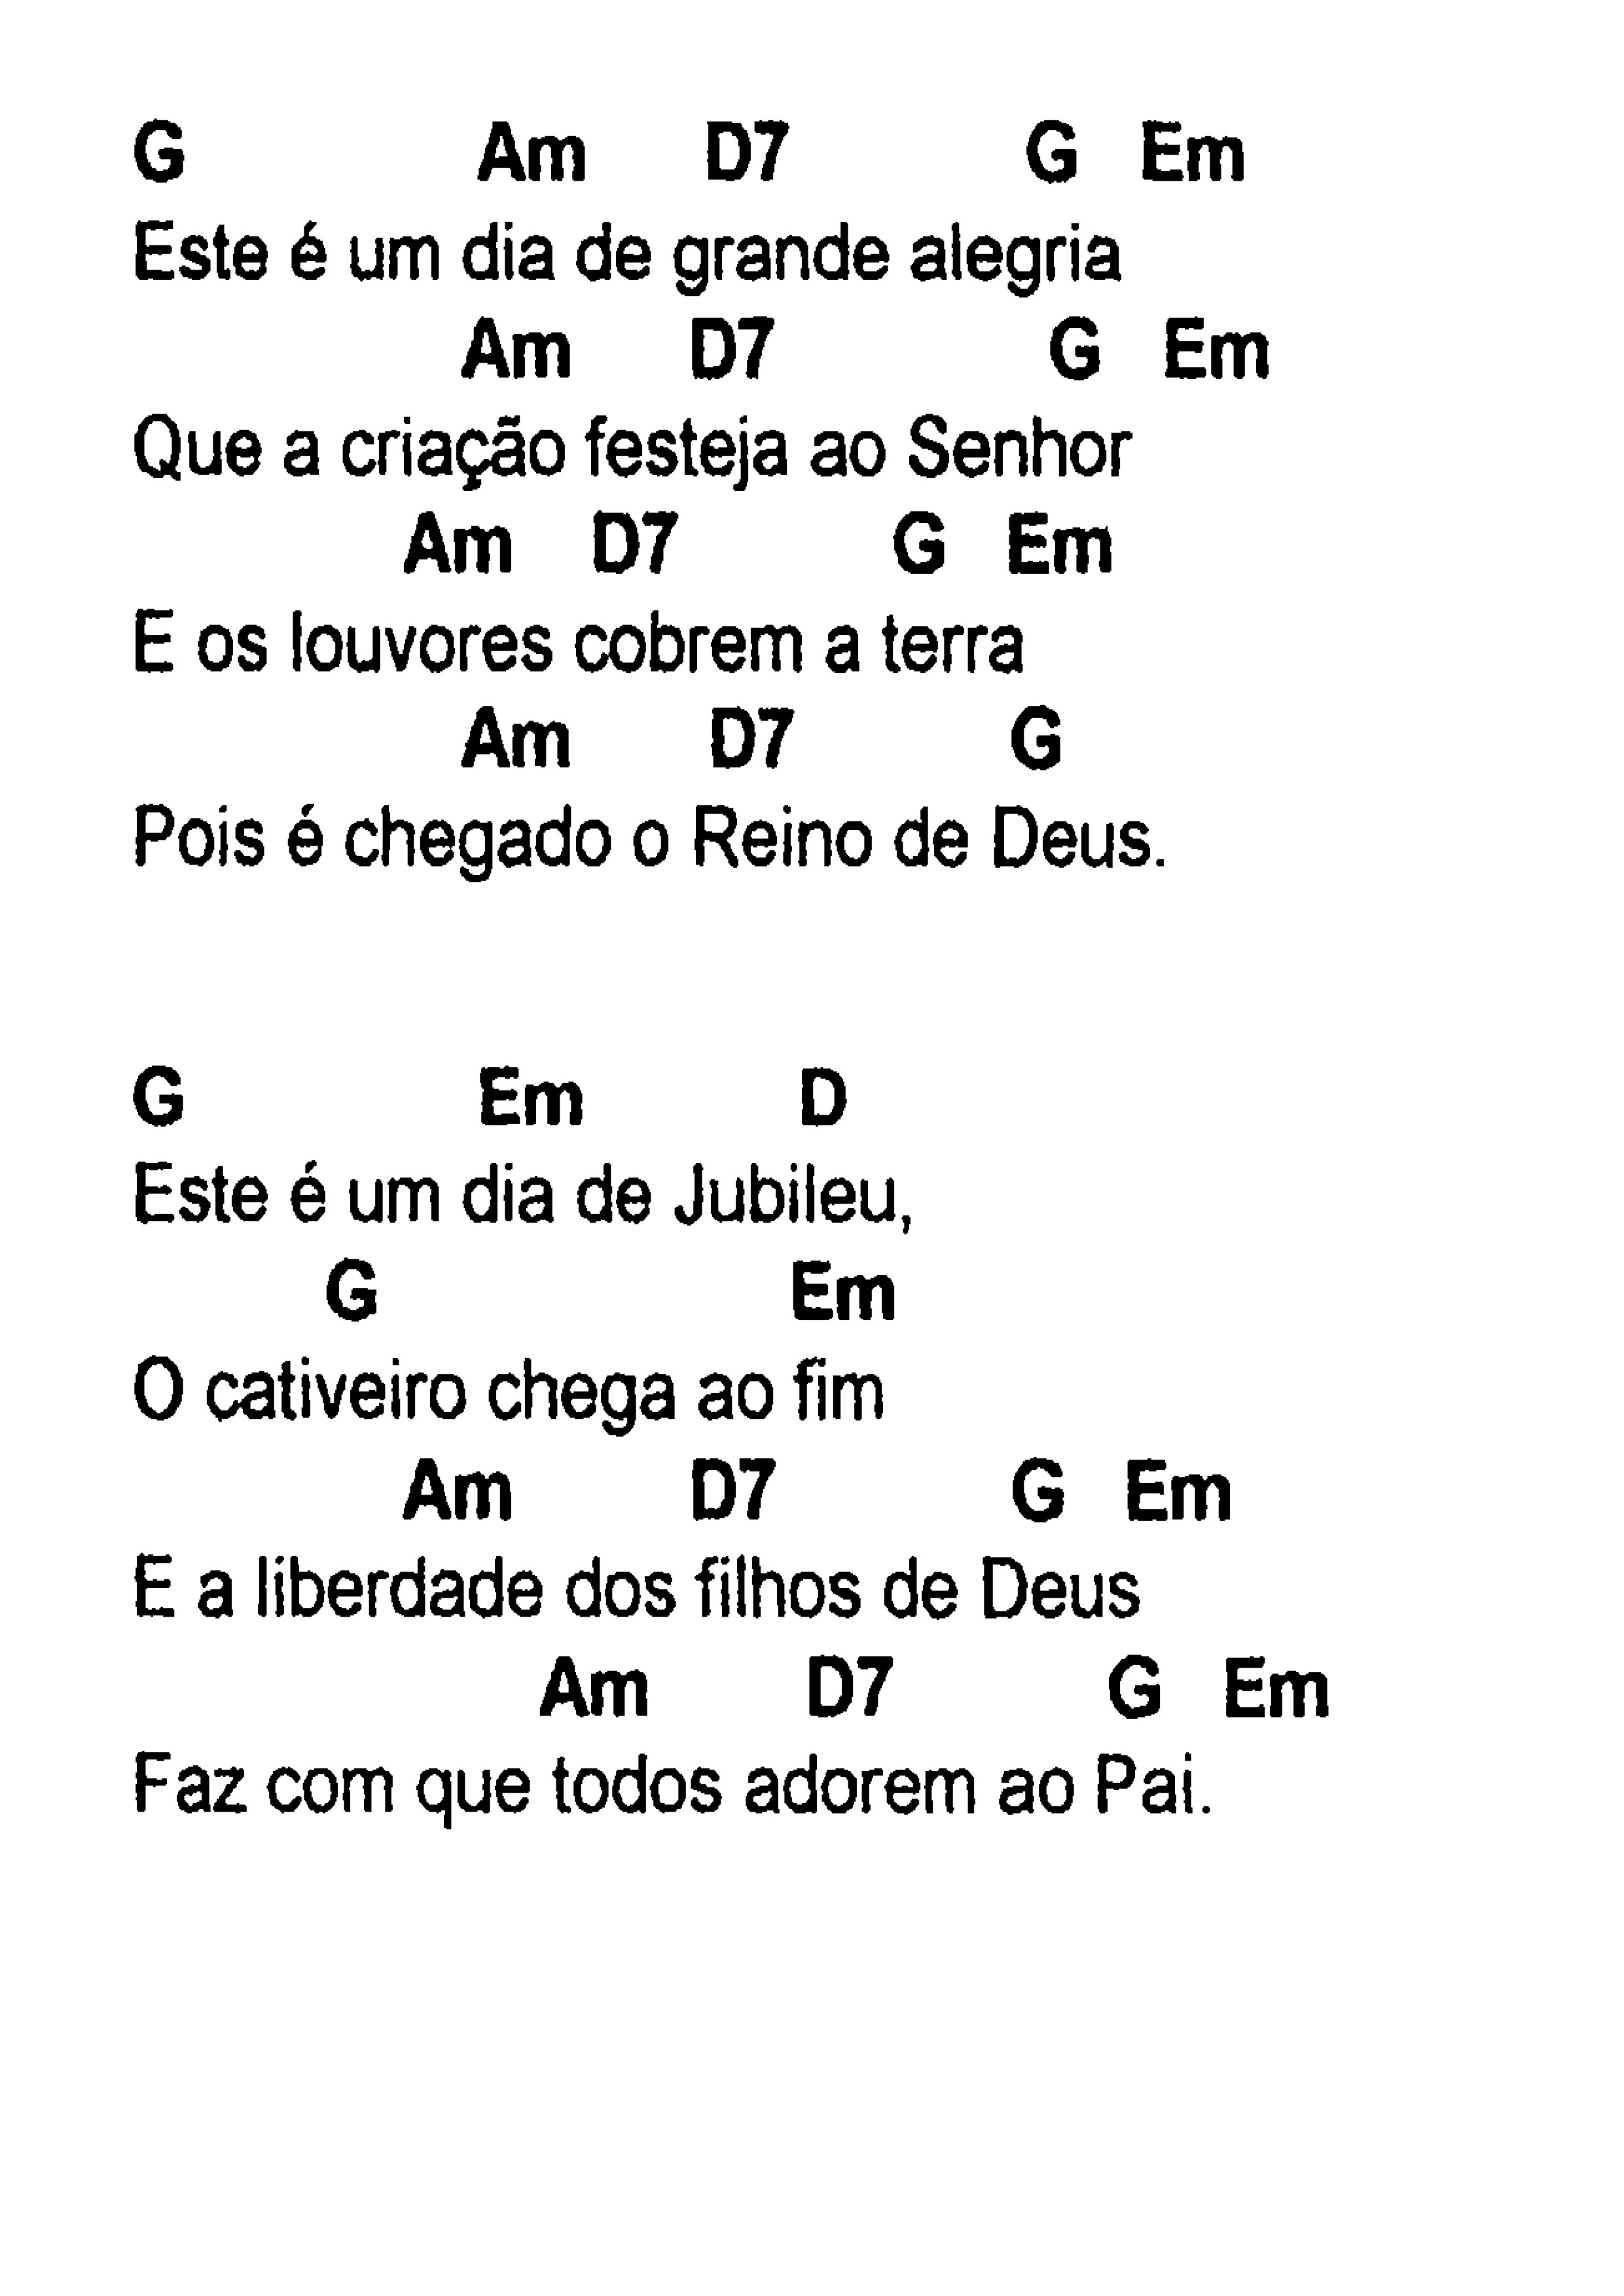 G Am D7 G Em
Este é um dia de grande alegria
Am D7 G Em
Que a criação festeja ao Senhor
Am D7 G Em
E os louvores cobrem a terra
Am D7 G
Pois é chegado o Reino de Deus.
G Em D
Este é um dia de Jubileu,
G Em
O cativeiro chega ao fim
Am D7 G Em
E a liberdade dos filhos de Deus
Am D7 G Em
Faz com que todos adorem ao Pai.